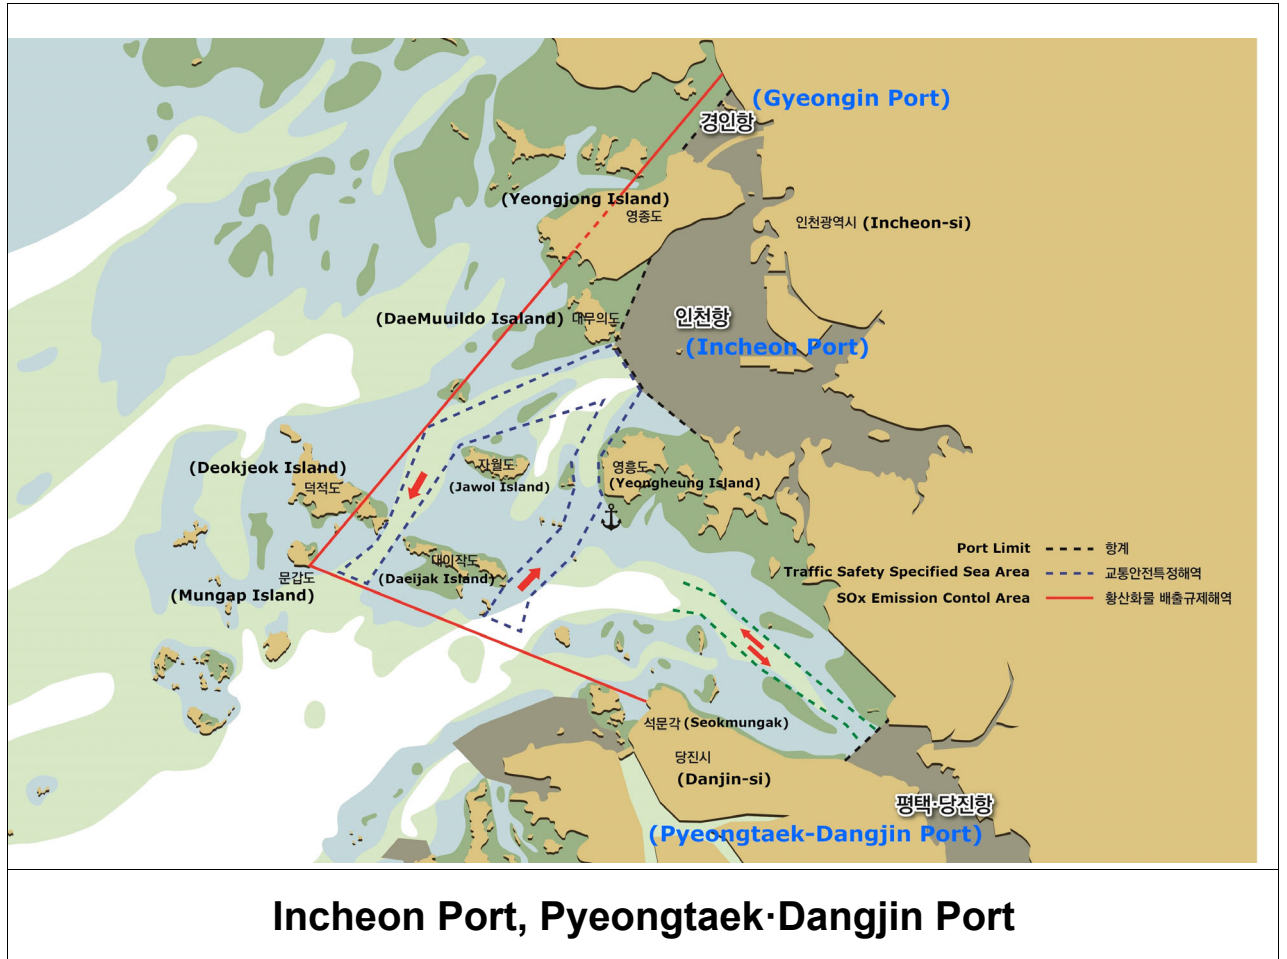 (Gyeongin Port)
경인항
(Yeongjong Island)
영종도
인천광역시 (Incheon-si)
(DaeMuuildo Isaland) 대무의도
인천항
(Incheon Port)
(Deokjeok Island)
덕적도
자월도
(Jawol Island)
영흥도
(Yeongheung Island)
대이작도
(Daeijak Island)
문갑도
(Mungap Island)
Port Limit 항계
Traffic Safety Specified Sea Area 교통안전특정해역
SOx Emission Contol Area 황산화물 배출규제해역
석문각 (Seokmungak)
당진시
(Danjin-si)
평택·당진항
(Pyeongtaek-Dangjin Port)
Incheon Port, Pyeongtaek·Dangjin Port